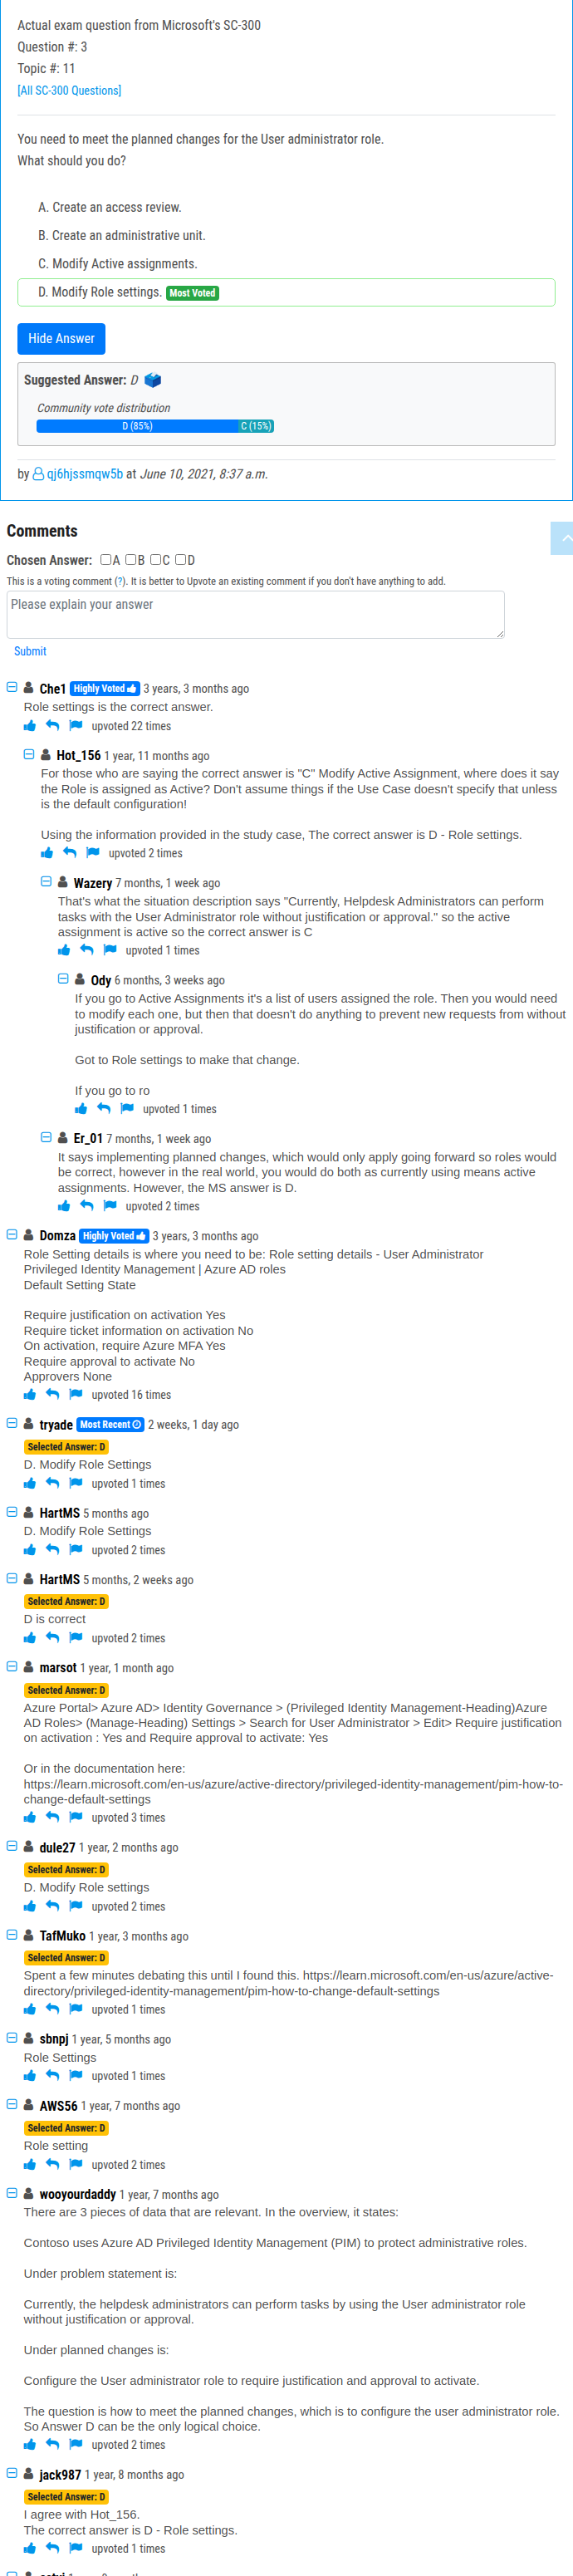 Actual exam question from Microsoft's SC-300
Question #: 3
Topic #: 11
[All SC-300 Questions]
You need to meet the planned changes for the User administrator role.
What should you do?
A. Create an access review.
B. Create an administrative unit.
C. Modify Active assignments.
D. Modify Role settings. Most Voted
Hide Answer
Suggested Answer: D
Community vote distribution
D (85%) C (15%)
by qj6hjssmqw5b at June 10, 2021, 8:37 a.m.
Comments
Chosen Answer: A B C D
This is a voting comment (?). It is better to Upvote an existing comment if you don't have anything to add.
Please explain your answer
Submit
Che1 Highly Voted 3 years, 3 months ago
Role settings is the correct answer.
upvoted 22 times
Hot_156 1 year, 11 months ago
For those who are saying the correct answer is "C" Modify Active Assignment, where does it say
the Role is assigned as Active? Don't assume things if the Use Case doesn't specify that unless
is the default configuration!
Using the information provided in the study case, The correct answer is D - Role settings.
upvoted 2 times
Wazery 7 months, 1 week ago
That's what the situation description says "Currently, Helpdesk Administrators can perform
tasks with the User Administrator role without justification or approval." so the active
assignment is active so the correct answer is C
upvoted 1 times
Ody 6 months, 3 weeks ago
If you go to Active Assignments it's a list of users assigned the role. Then you would need
to modify each one, but then that doesn't do anything to prevent new requests from without
justification or approval.
Got to Role settings to make that change.
If you go to ro
upvoted 1 times
Er_01 7 months, 1 week ago
It says implementing planned changes, which would only apply going forward so roles would
be correct, however in the real world, you would do both as currently using means active
assignments. However, the MS answer is D.
upvoted 2 times
Domza Highly Voted 3 years, 3 months ago
Role Setting details is where you need to be: Role setting details - User Administrator
Privileged Identity Management | Azure AD roles
Default Setting State
Require justification on activation Yes
Require ticket information on activation No
On activation, require Azure MFA Yes
Require approval to activate No
Approvers None
upvoted 16 times
tryade Most Recent 2 weeks, 1 day ago
Selected Answer: D
D. Modify Role Settings
upvoted 1 times
HartMS 5 months ago
D. Modify Role Settings
upvoted 2 times
HartMS 5 months, 2 weeks ago
Selected Answer: D
D is correct
upvoted 2 times
marsot 1 year, 1 month ago
Selected Answer: D
Azure Portal> Azure AD> Identity Governance > (Privileged Identity Management-Heading)Azure
AD Roles> (Manage-Heading) Settings > Search for User Administrator > Edit> Require justification
on activation : Yes and Require approval to activate: Yes
Or in the documentation here:
https://learn.microsoft.com/en-us/azure/active-directory/privileged-identity-management/pim-how-to-
change-default-settings
upvoted 3 times
dule27 1 year, 2 months ago
Selected Answer: D
D. Modify Role settings
upvoted 2 times
TafMuko 1 year, 3 months ago
Selected Answer: D
Spent a few minutes debating this until I found this. https://learn.microsoft.com/en-us/azure/active-
directory/privileged-identity-management/pim-how-to-change-default-settings
upvoted 1 times
sbnpj 1 year, 5 months ago
Role Settings
upvoted 1 times
AWS56 1 year, 7 months ago
Selected Answer: D
Role setting
upvoted 2 times
wooyourdaddy 1 year, 7 months ago
There are 3 pieces of data that are relevant. In the overview, it states:
Contoso uses Azure AD Privileged Identity Management (PIM) to protect administrative roles.
Under problem statement is:
Currently, the helpdesk administrators can perform tasks by using the User administrator role
without justification or approval.
Under planned changes is:
Configure the User administrator role to require justification and approval to activate.
The question is how to meet the planned changes, which is to configure the user administrator role.
So Answer D can be the only logical choice.
upvoted 2 times
jack987 1 year, 8 months ago
Selected Answer: D
I agree with Hot_156.
The correct answer is D - Role settings.
upvoted 1 times